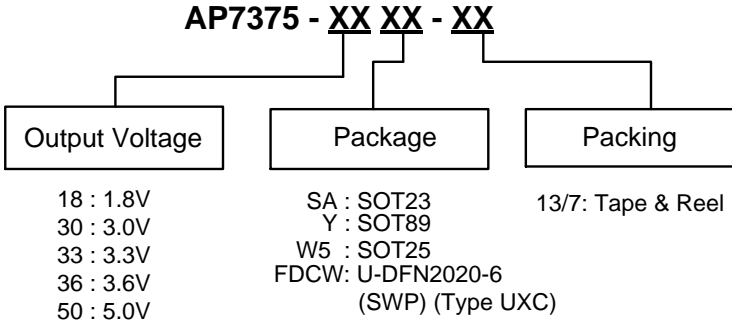 AP7375 - XX XX - XX
Output Voltage
Package
Packing
18 : 1.8V
30 : 3.0V
33 : 3.3V
36 : 3.6V
50 : 5.0V
SA : SOT23
Y : SOT89
W5 : SOT25
FDCW: U-DFN2020-6
(SWP) (Type UXC)
13/7: Tape & Reel